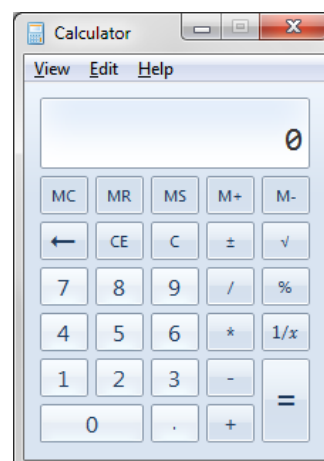 Calculator
View Edit Help
0
MC MR MS M+ M-
← CE C ± √
7 8 9 / %
4 5 6 * 1/x
1 2 3 - =
0 . +